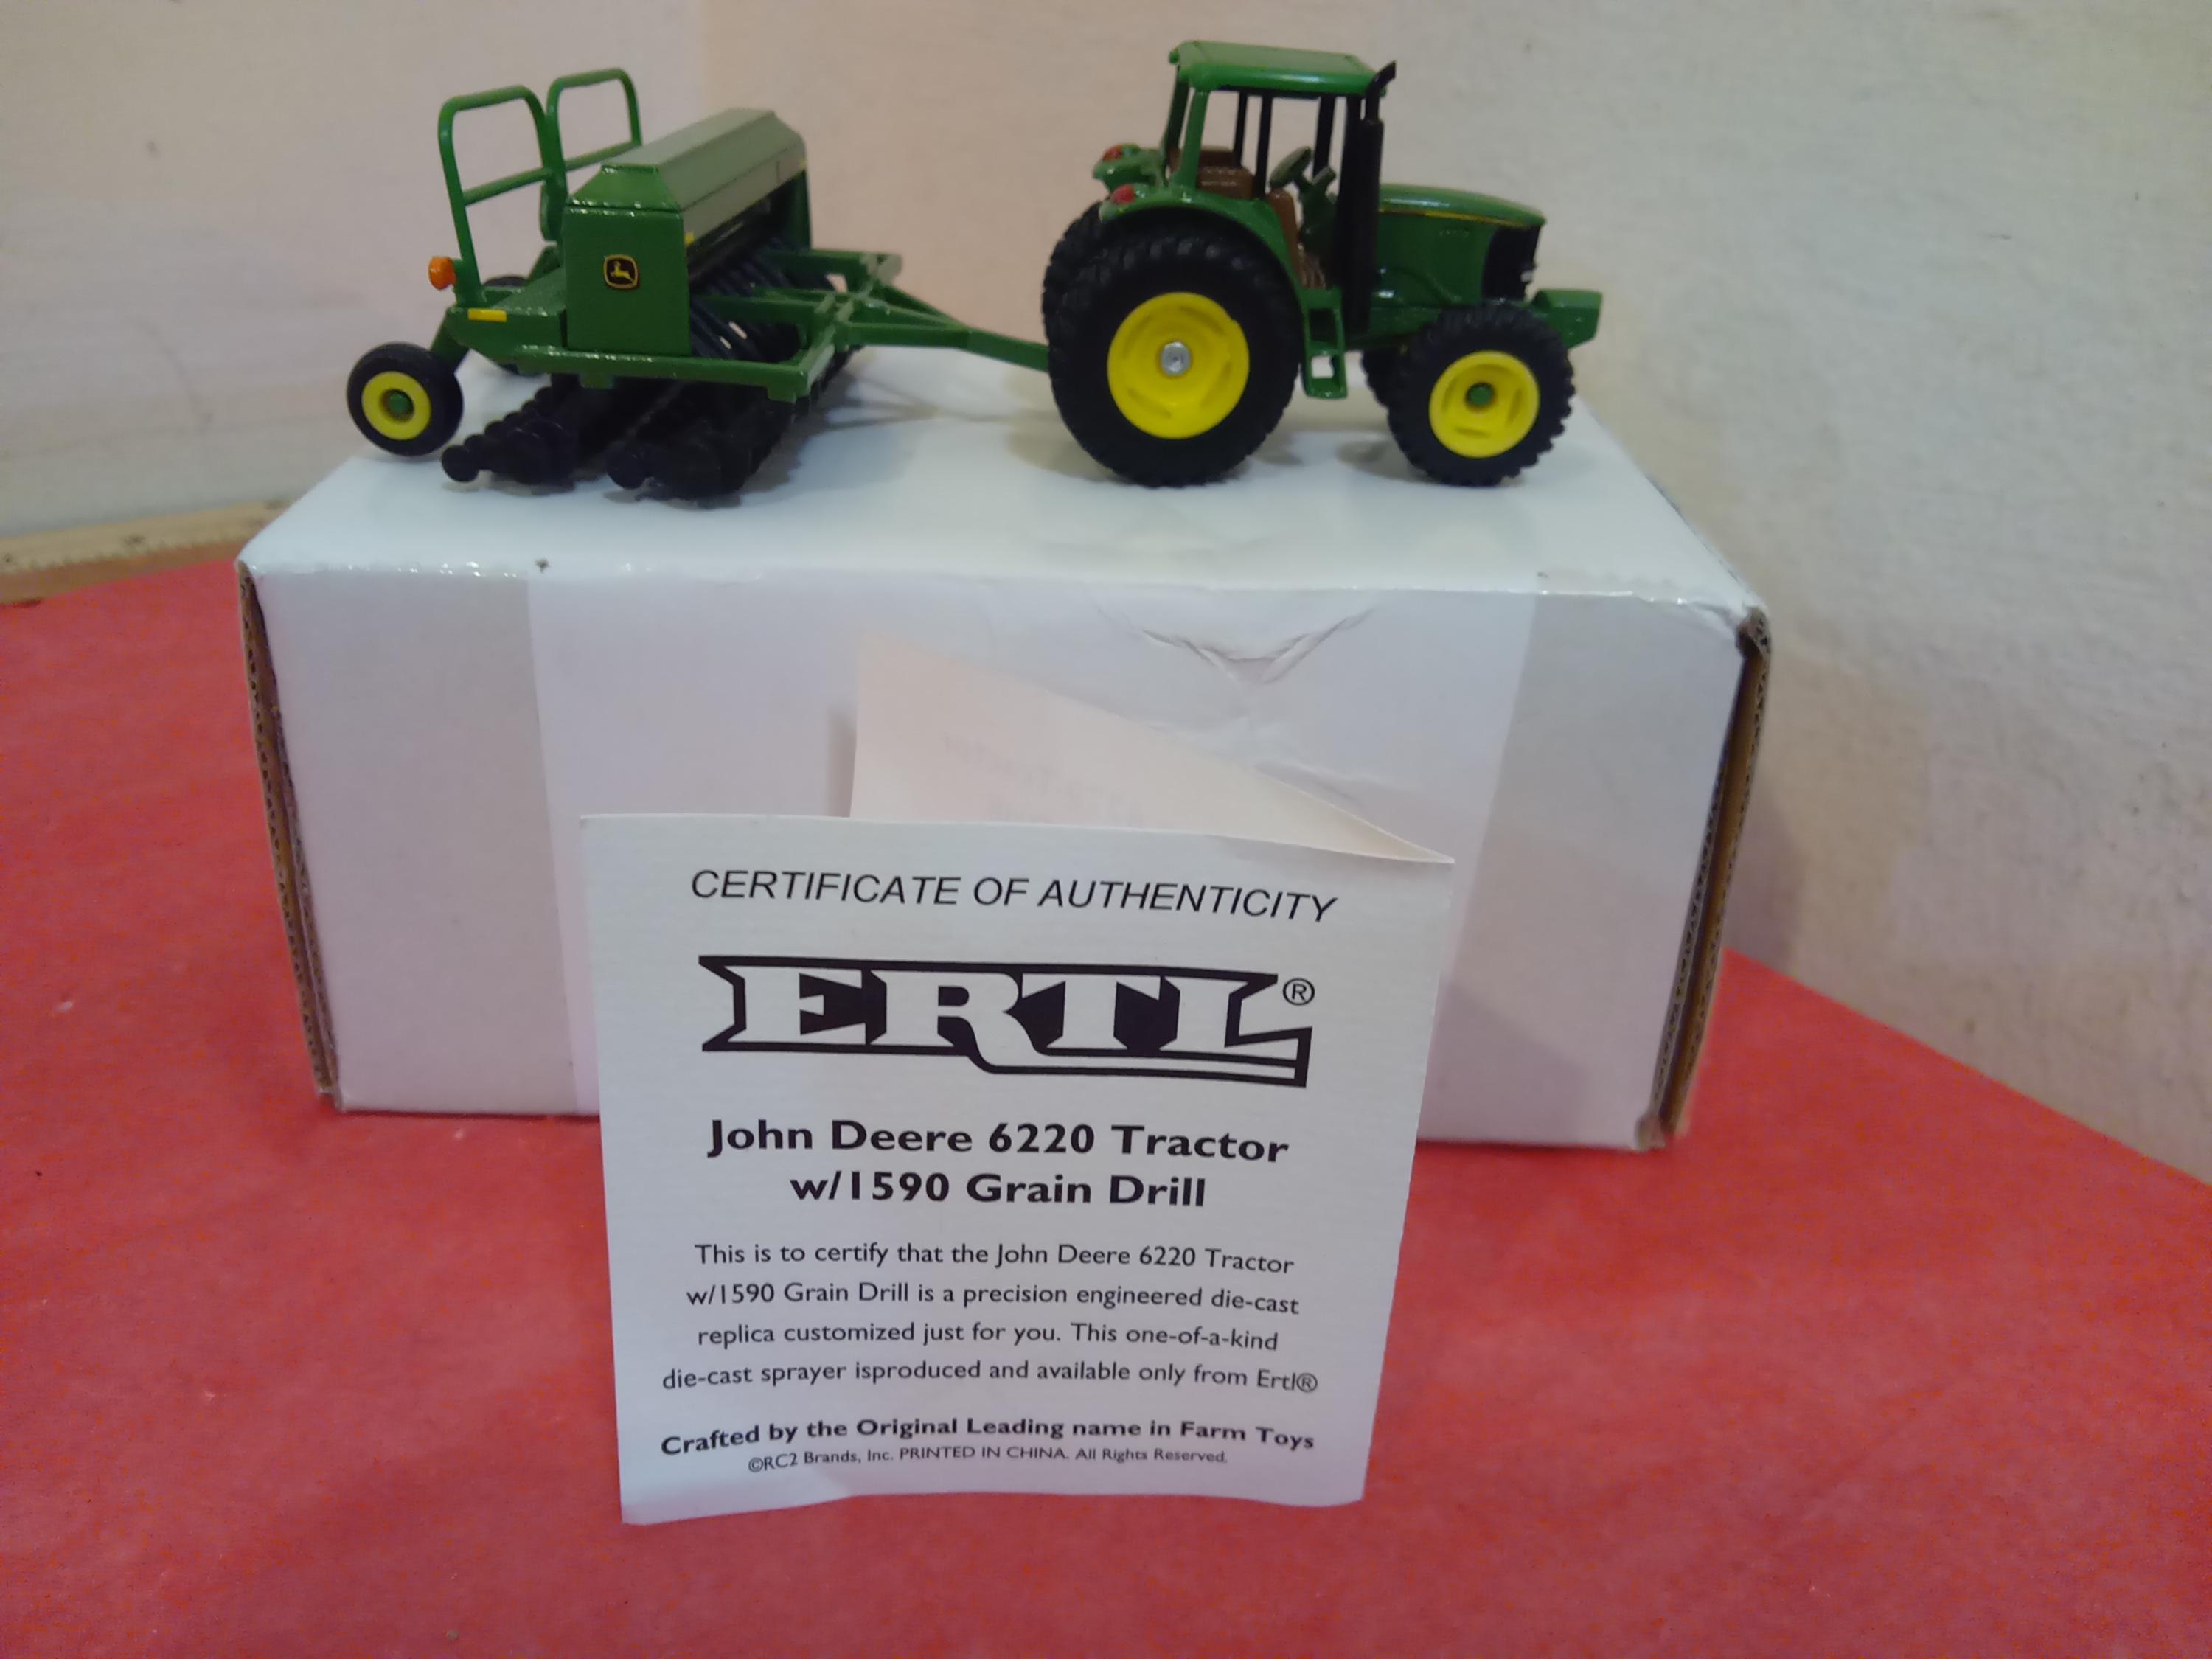 CERTIFICATE OF AUTHENTICITY
ERTL®
John Deere 6220 Tractor
w/1590 Grain Drill
This is to certify that the John Deere 6220 Tractor
w/1590 Grain Drill is a precision engineered die-cast
replica customized just for you. This one-of-a-kind
die-cast sprayer isproduced and available only from Ertl®
Crafted by the Original Leading name in Farm Toys
©RC2 Brands, Inc. PRINTED IN CHINA. All Rights Reserved.